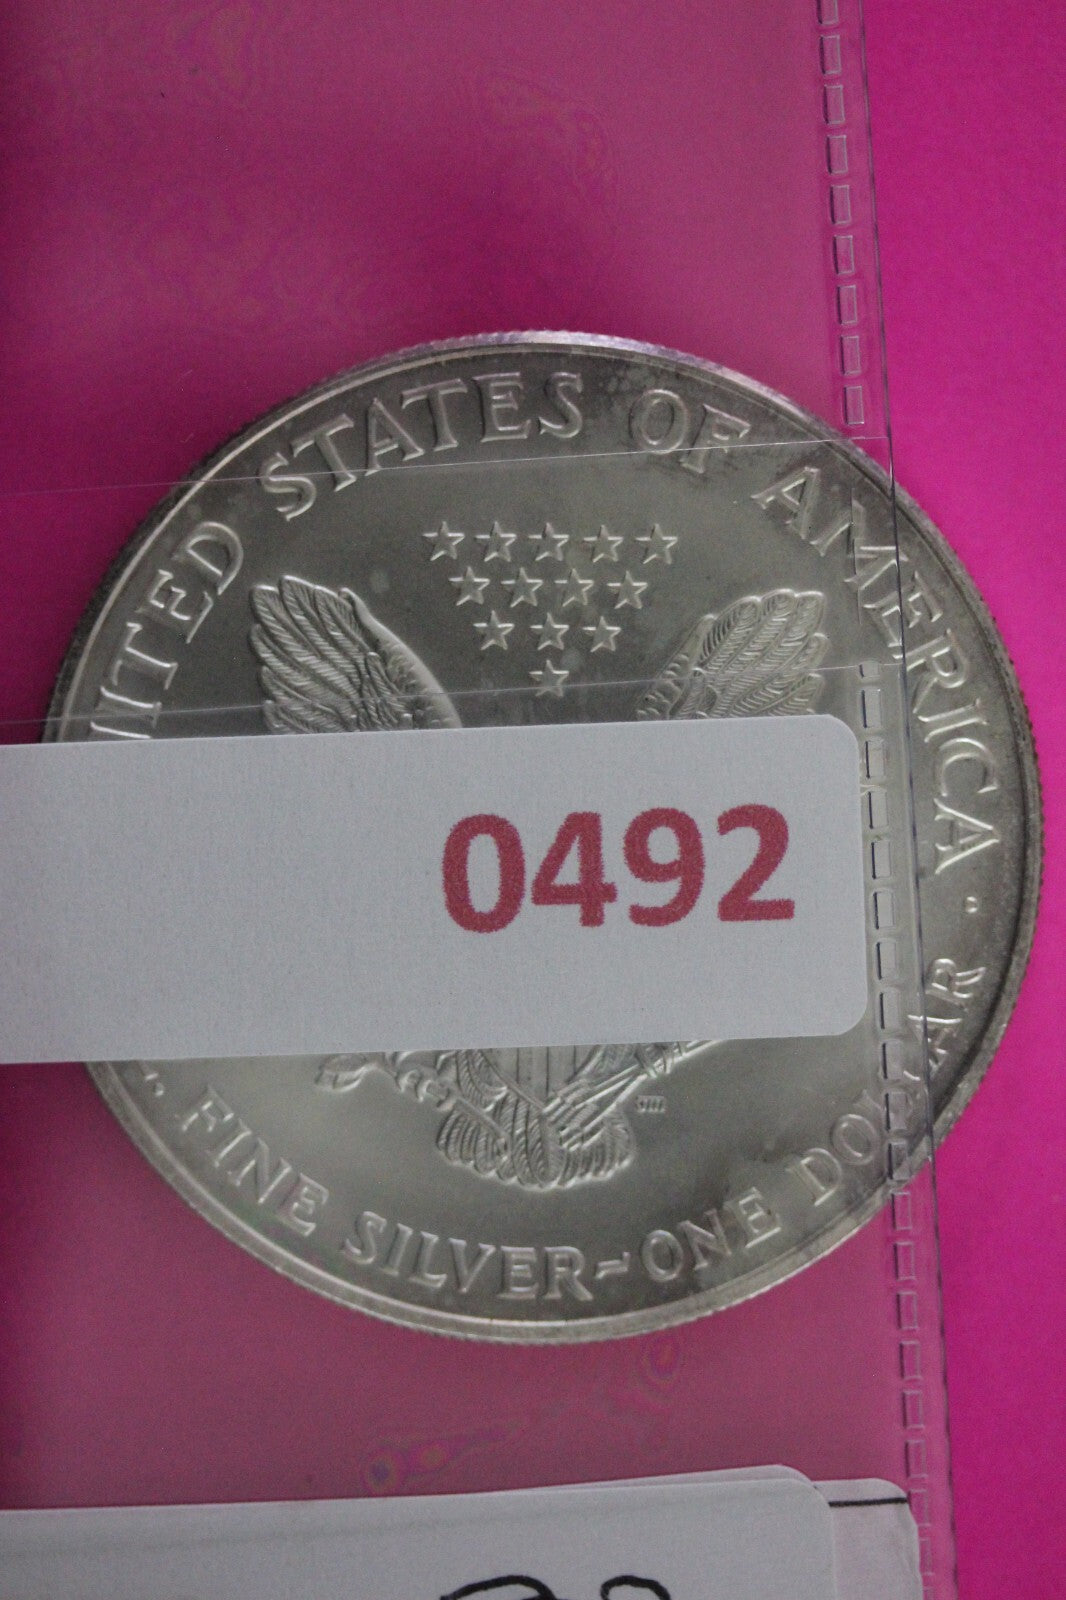 UNITED STATES OF AMERICA ·
0492
. FINE SILVER~ONE DOLLAR